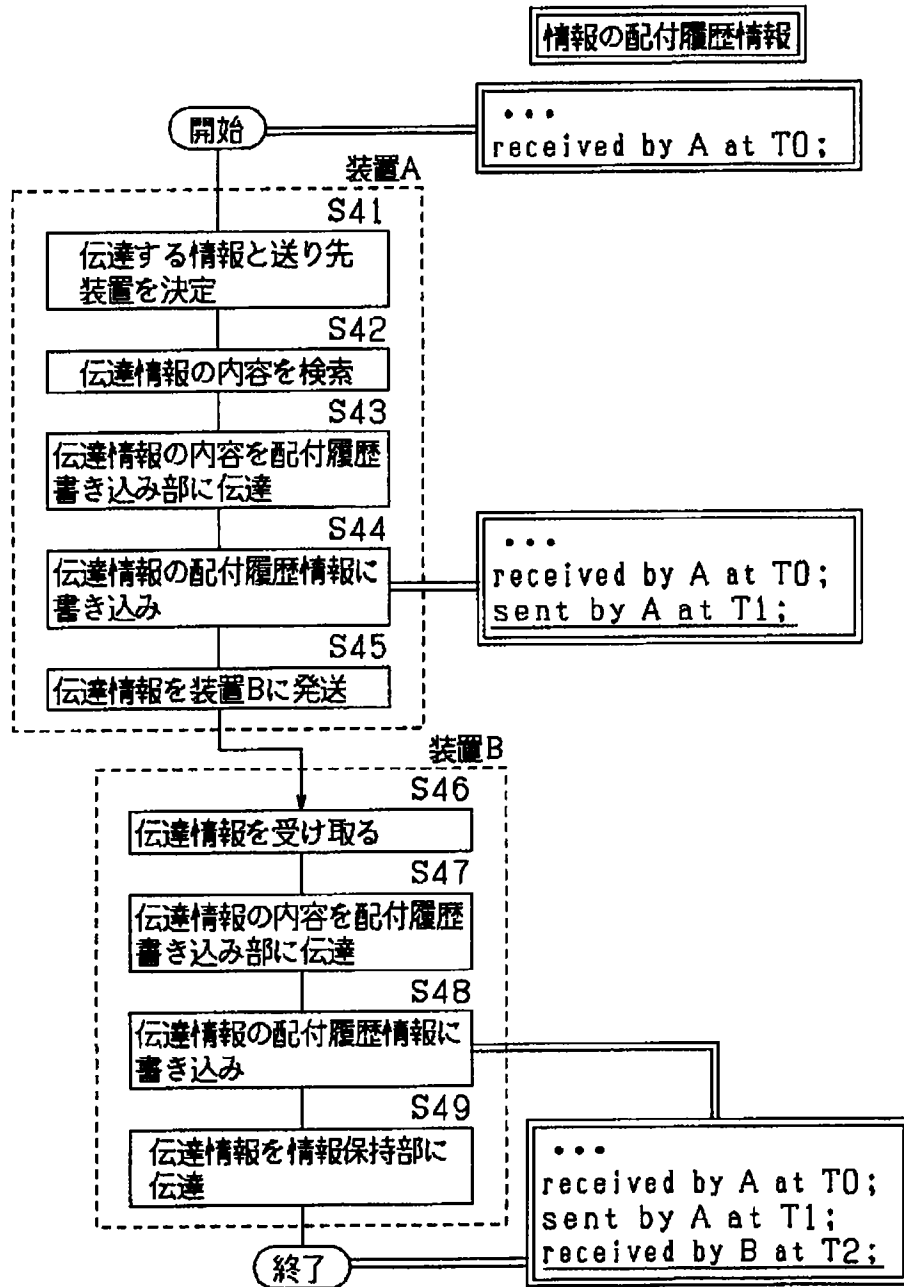 情報の配付履歴情報
開始
•••
received by A at T0;
装置A
S41
伝達する情報と送り先
装置を決定
S42
伝達情報の内容を検索
S43
伝達情報の内容を配付履歴
書き込み部に伝達
S44
伝達情報の配付履歴情報に
書き込み
•••
received by A at T0;
sent by A at T1;
S45
伝達情報を装置Bに発送
装置B
S46
伝達情報を受け取る
S47
伝達情報の内容を配付履歴
書き込み部に伝達
S48
伝達情報の配付履歴情報に
書き込み
S49
伝達情報を情報保持部に
伝達
•••
received by A at T0;
sent by A at T1;
received by B at T2;
終了